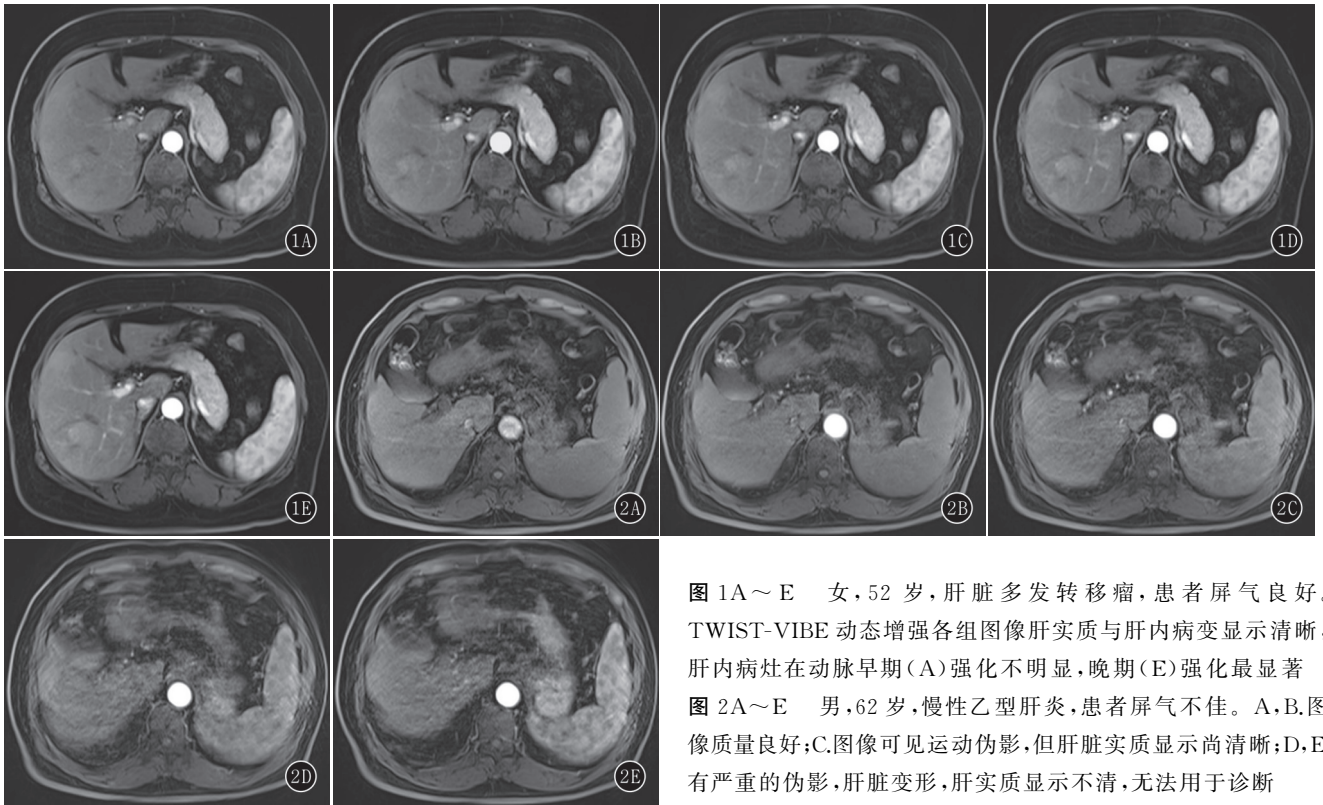 1A
1B
1C
1D
1E
2A
2B
2C
2D
2E
图 1A～E 女,52 岁,肝脏多发转移瘤,患者屏气良好。
TWIST-VIBE 动态增强各组图像肝实质与肝内病变显示清晰,
肝内病灶在动脉早期(A)强化不明显,晚期(E)强化最显著
图 2A～E 男,62 岁,慢性乙型肝炎,患者屏气不佳。A,B.图
像质量良好;C.图像可见运动伪影,但肝脏实质显示尚清晰;D,E
有严重的伪影,肝脏变形,肝实质显示不清,无法用于诊断